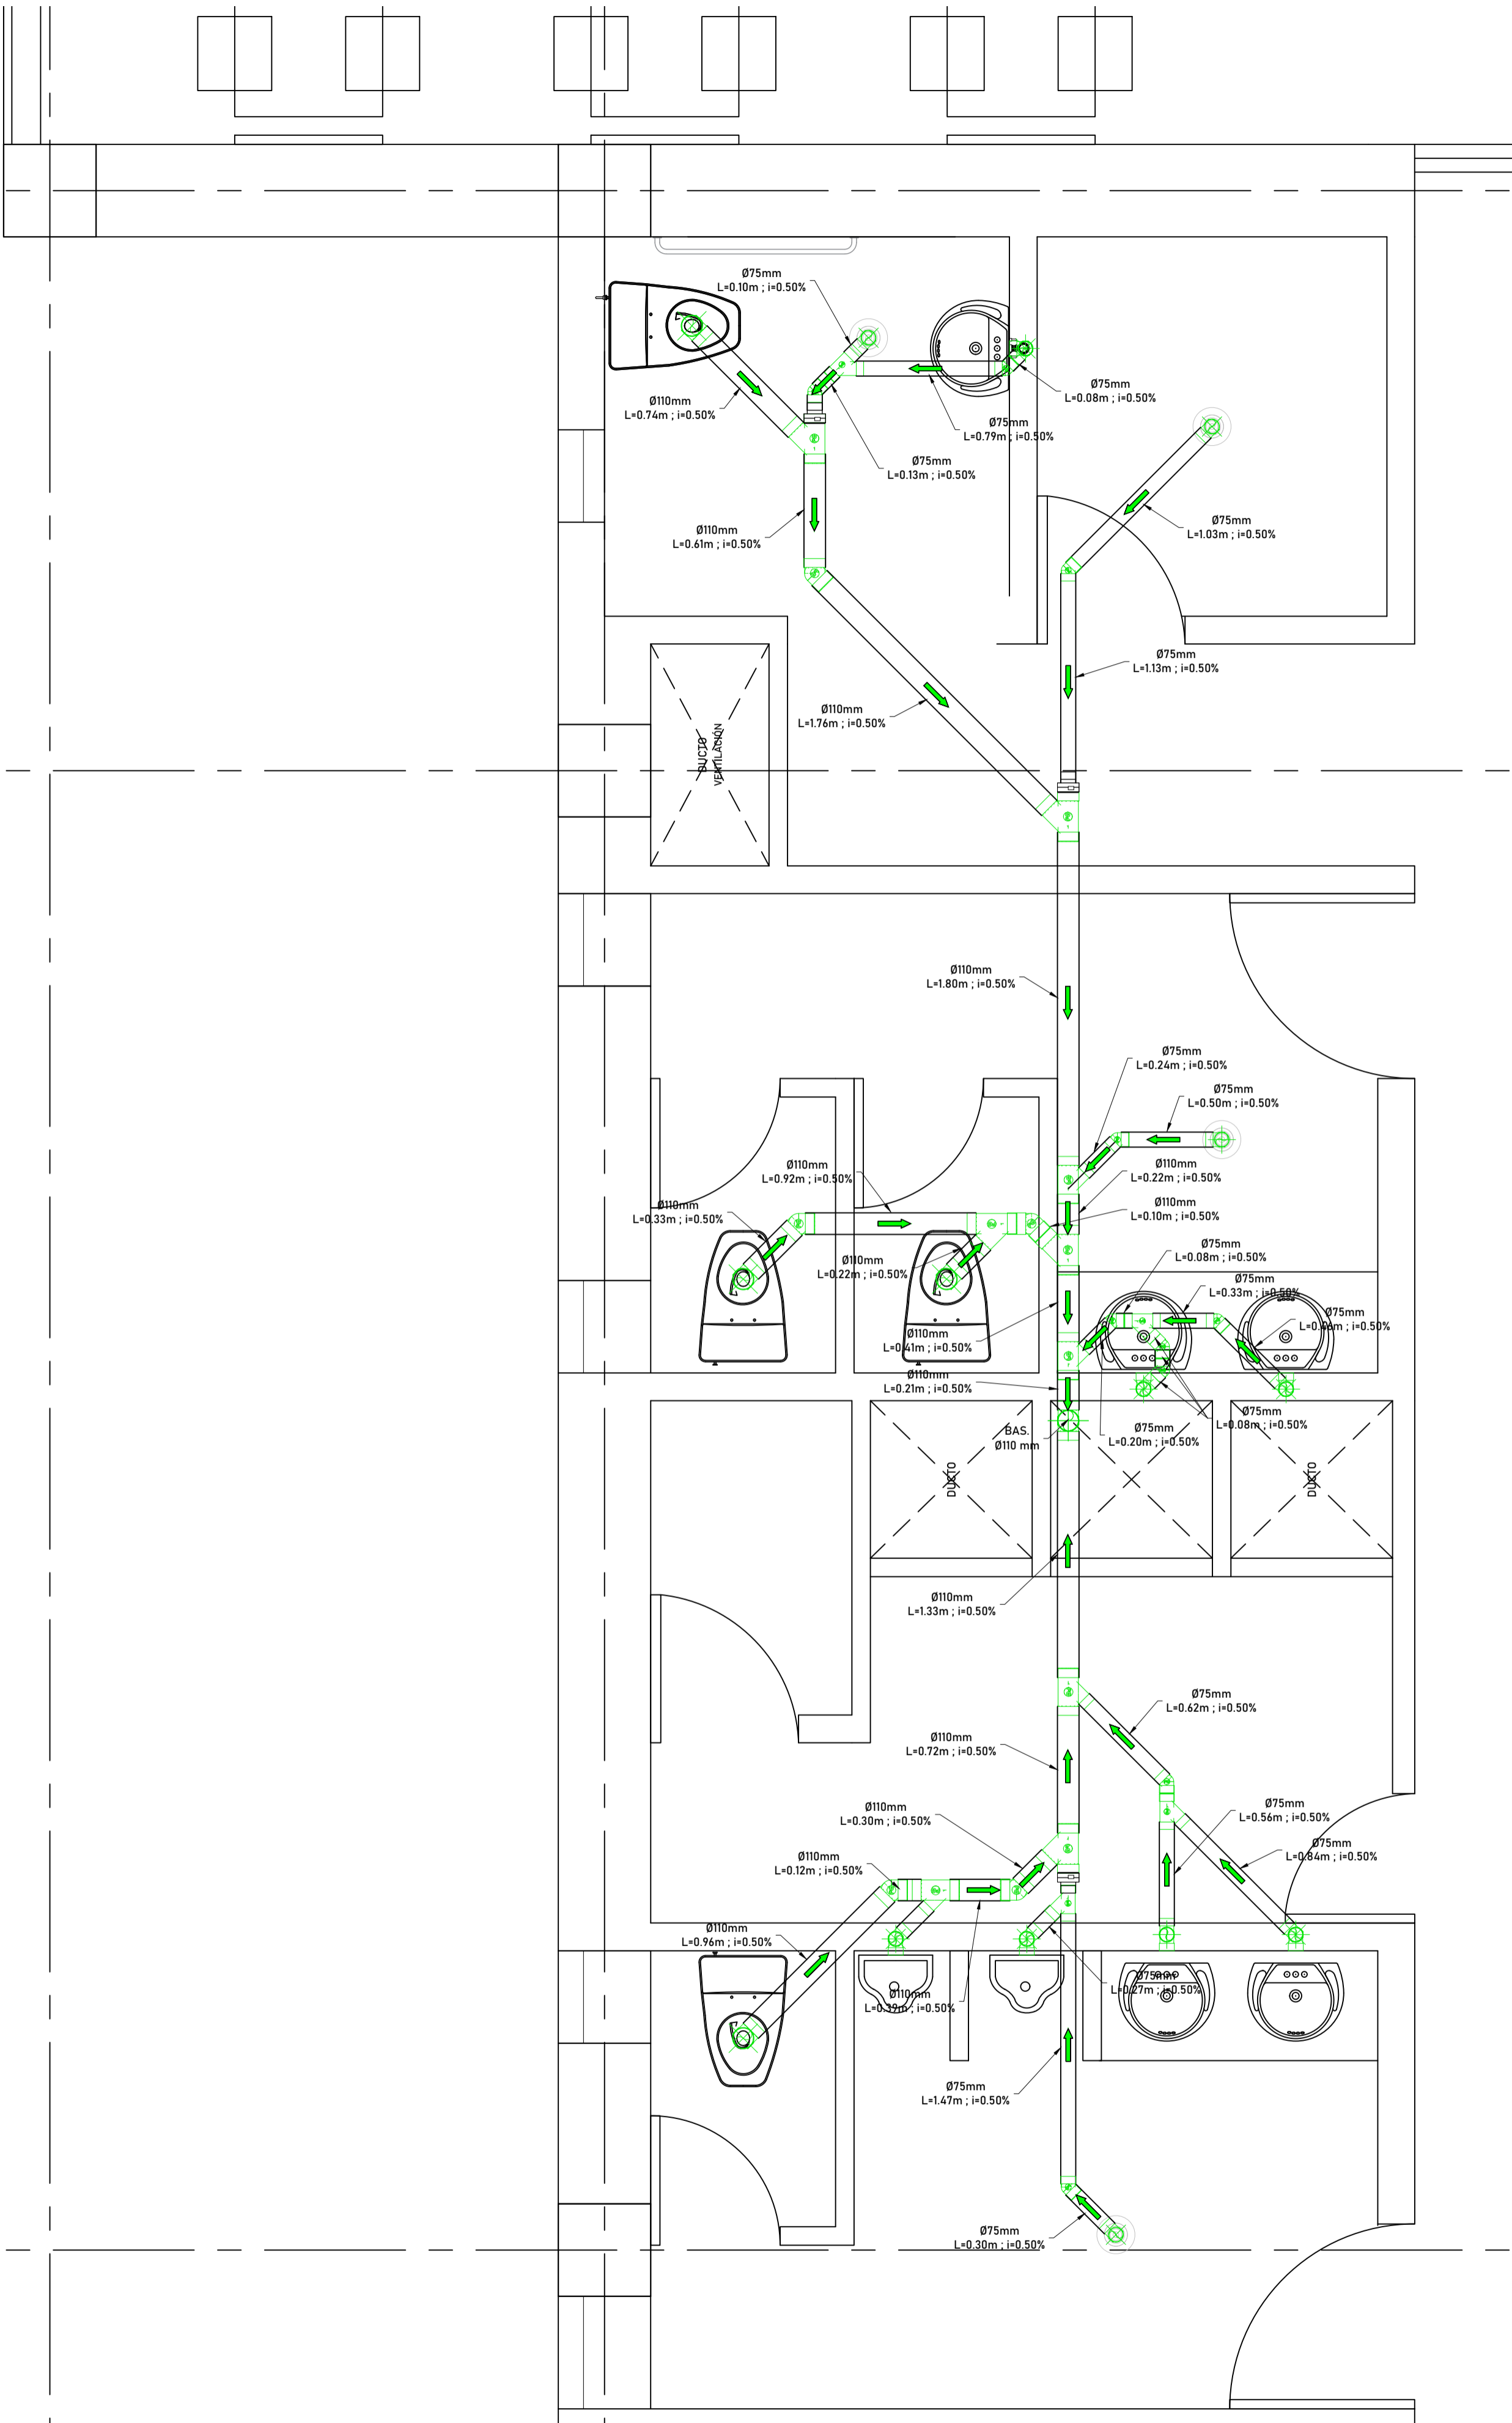 Ø75mm
L=0.10m ; i=0.50%
Ø110mm
L=0.74m ; i=0.50%
Ø75mm
L=0.08m ; i=0.50%
Ø75mm
L=0.79m ; i=0.50%
Ø75mm
L=0.13m ; i=0.50%
Ø110mm
L=0.61m ; i=0.50%
Ø75mm
L=1.03m ; i=0.50%
Ø75mm
L=1.13m ; i=0.50%
Ø110mm
L=1.76m ; i=0.50%
DUCTO
VENTILACIÓN
Ø110mm
L=1.80m ; i=0.50%
Ø75mm
L=0.24m ; i=0.50%
Ø75mm
L=0.50m ; i=0.50%
Ø110mm
L=0.92m ; i=0.50%
Ø110mm
L=0.22m ; i=0.50%
Ø110mm
L=0.33m ; i=0.50%
Ø110mm
L=0.10m ; i=0.50%
Ø110mm
L=0.22m ; i=0.50%
Ø75mm
L=0.08m ; i=0.50%
Ø75mm
L=0.33m ; i=0.50%
Ø75mm
L=0.46m ; i=0.50%
Ø110mm
L=0.41m ; i=0.50%
Ø110mm
L=0.21m ; i=0.50%
BAS.
Ø110 mm
Ø75mm
L=0.20m ; i=0.50%
Ø75mm
L=0.08m ; i=0.50%
DUCTO
DUCTO
Ø110mm
L=1.33m ; i=0.50%
Ø75mm
L=0.62m ; i=0.50%
Ø110mm
L=0.72m ; i=0.50%
Ø110mm
L=0.30m ; i=0.50%
Ø75mm
L=0.56m ; i=0.50%
Ø75mm
L=0.84m ; i=0.50%
Ø110mm
L=0.12m ; i=0.50%
Ø110mm
L=0.96m ; i=0.50%
Ø110mm
L=0.39m ; i=0.50%
Ø75mm
L=0.27m ; i=0.50%
Ø75mm
L=1.47m ; i=0.50%
Ø75mm
L=0.30m ; i=0.50%